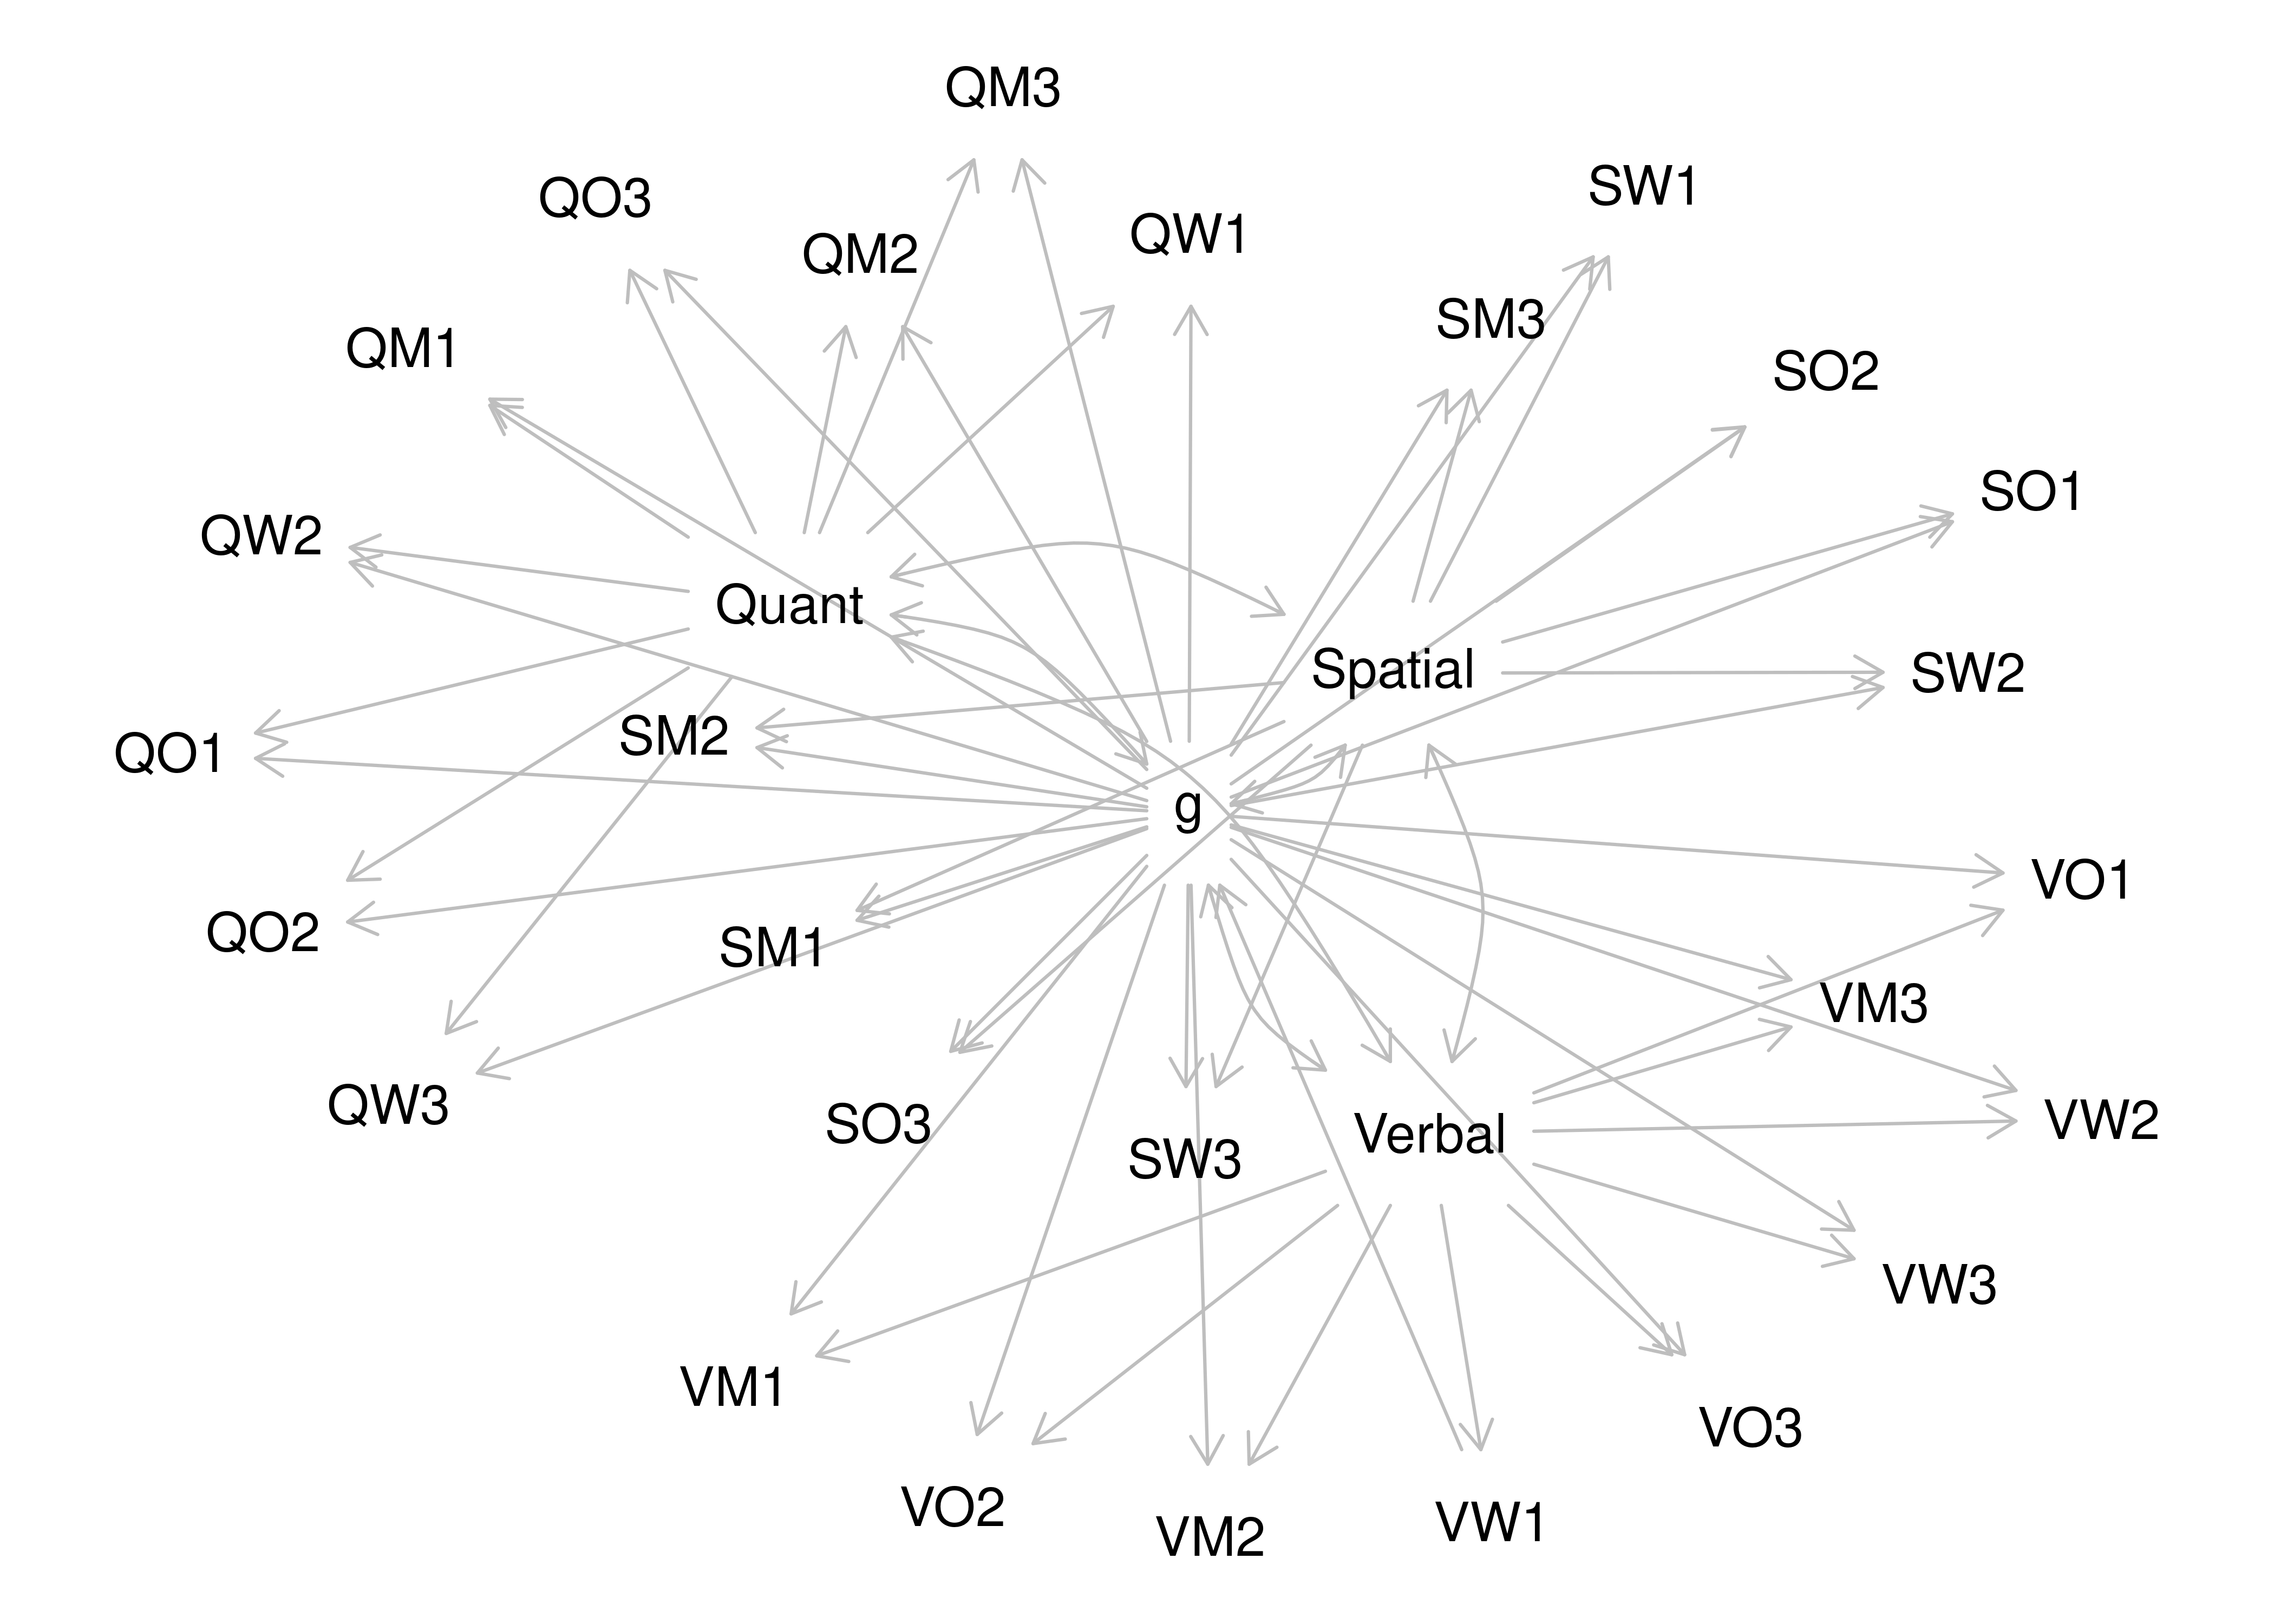 QM3
SW1
QO3
QW1
QM2
SM3
QM1
SO2
SO1
QW2
Quant
Spatial
SW2
SM2
QO1
g
VO1
QO2
SM1
VM3
QW3
SO3
VW2
Verbal
SW3
VW3
VM1
VO3
VO2
VW1
VM2